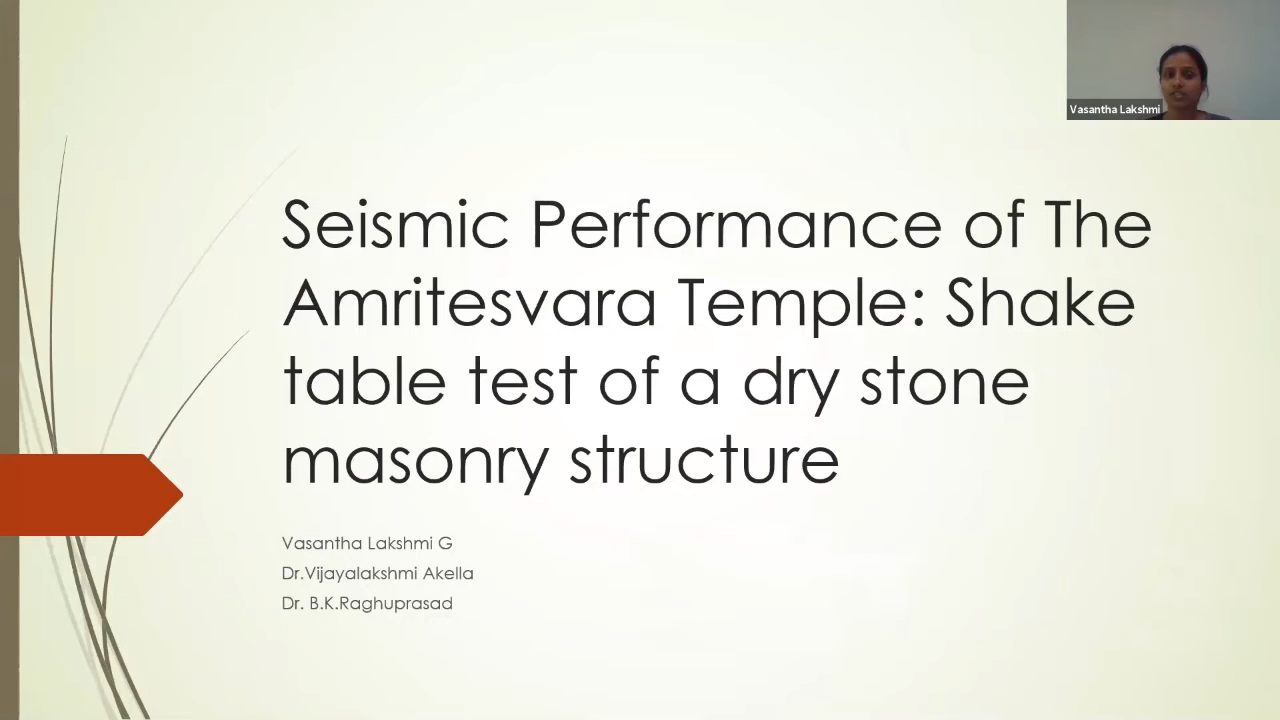 Vasantha Lakshmi
Seismic Performance of The
Amritesvara Temple: Shake
table test of a dry stone
masonry structure
Vasantha Lakshmi G
Dr.Vijayalakshmi Akella
Dr. B.K.Raghuprasad